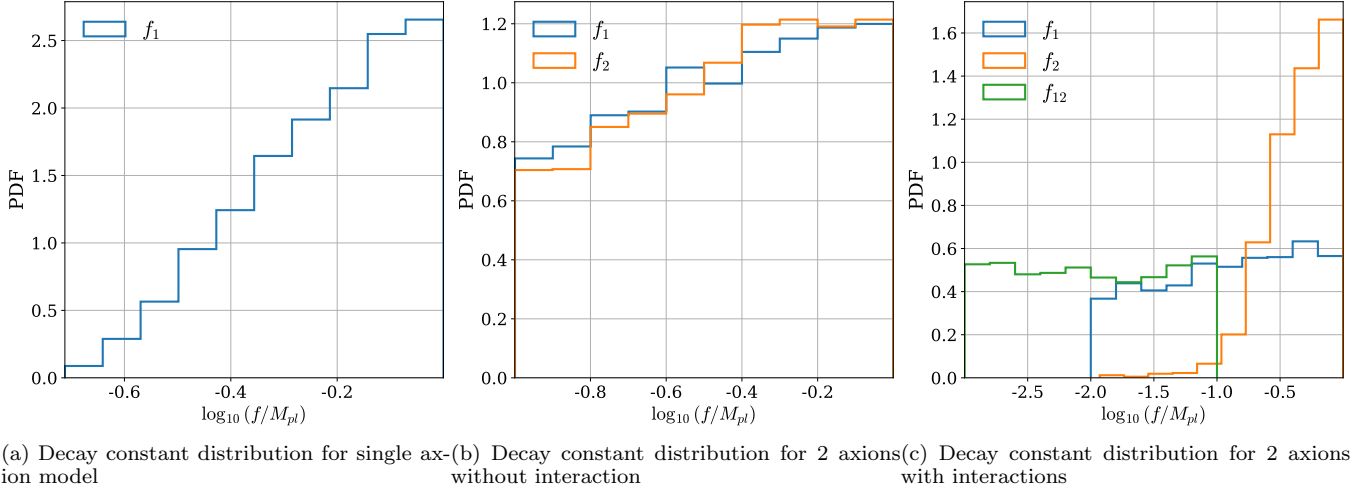 f₁
PDF
2.5
2.0
1.5
1.0
0.5
0.0
-0.6
-0.4
-0.2
log₁₀ (f/Mₚₗ)
f₁
f₂
PDF
1.2
1.0
0.8
0.6
0.4
0.2
0.0
-0.8
-0.6
-0.4
-0.2
log₁₀ (f/Mₚₗ)
f₁
f₂
f₁₂
PDF
1.6
1.4
1.2
1.0
0.8
0.6
0.4
0.2
0.0
-2.5
-2.0
-1.5
-1.0
-0.5
log₁₀ (f/Mₚₗ)
(a) Decay constant distribution for single ax-
ion model
(b) Decay constant distribution for 2 axions
without interaction
(c) Decay constant distribution for 2 axions
with interactions